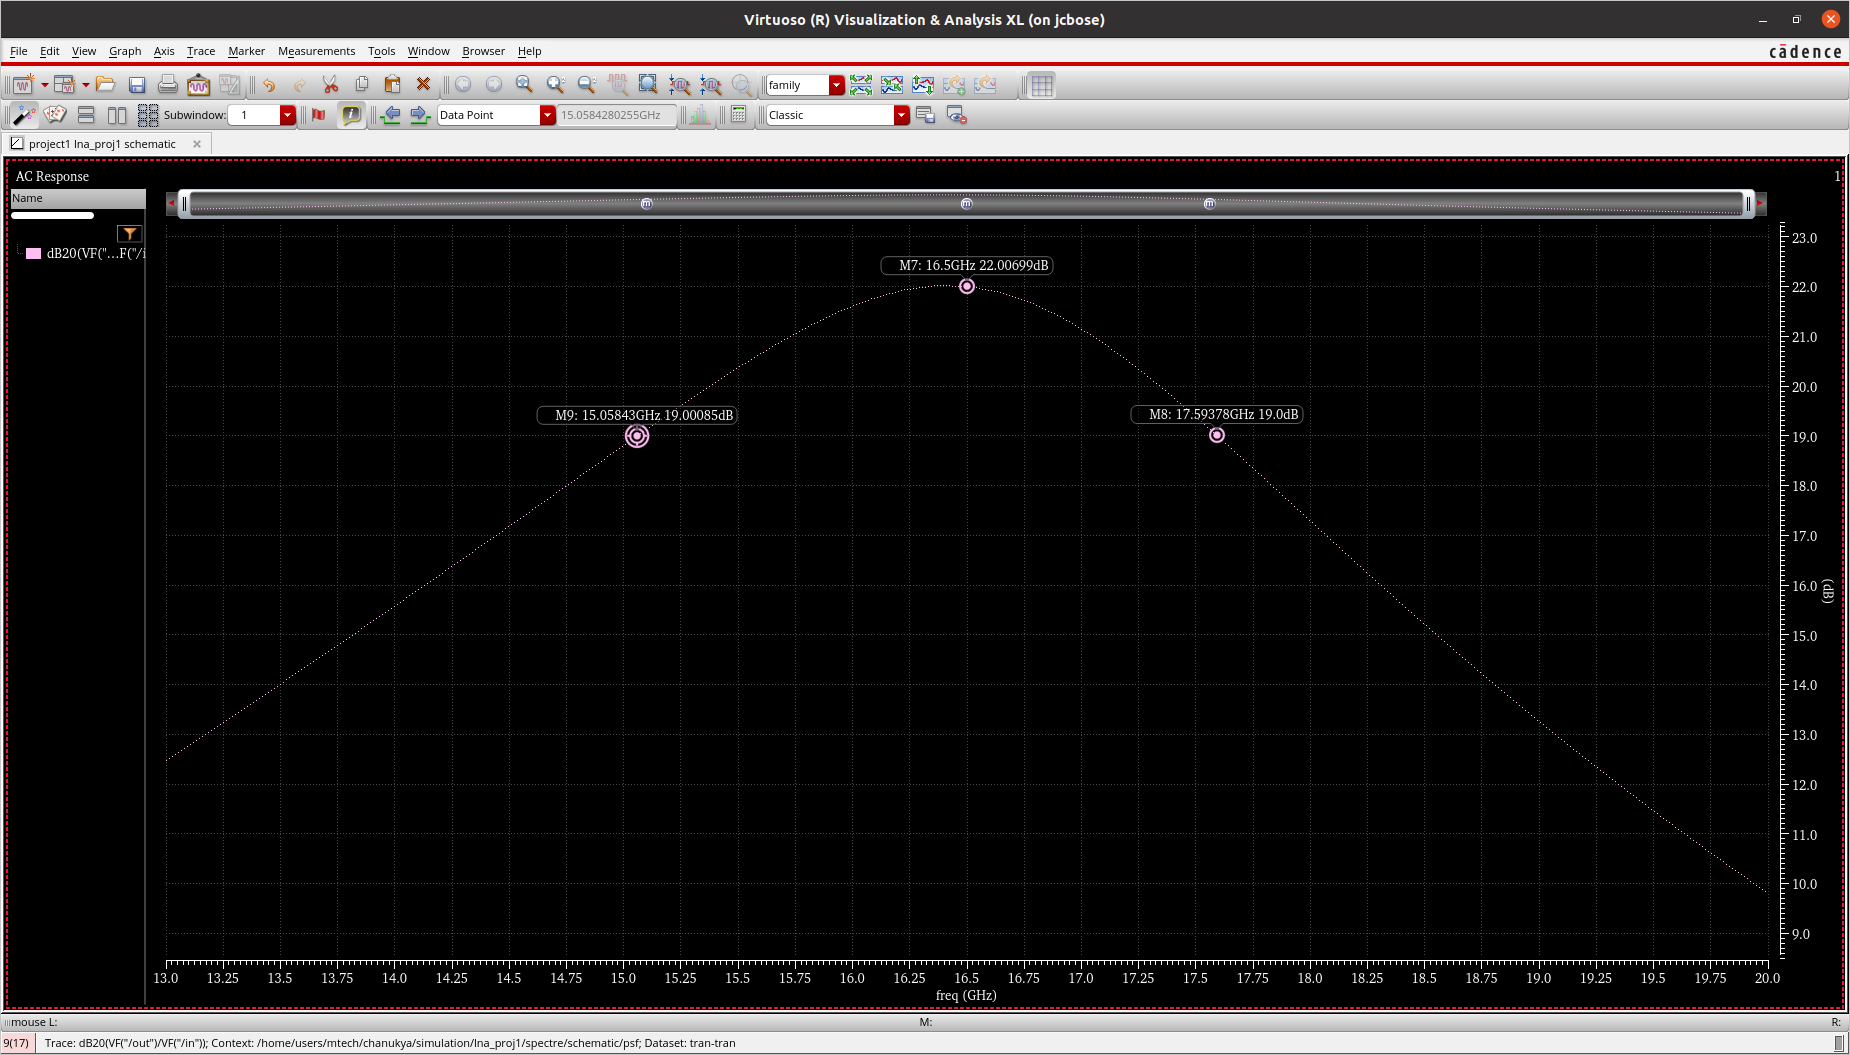 Virtuoso (R) Visualization & Analysis XL (on jcbose)
File Edit View Graph Axis Trace Marker Measurements Tools Window Browser Help
cādence
family
Subwindow: 1
Data Point
15.0584280255GHz
Classic
project1 lna_proj1 schematic
AC Response
1
Name
dB20(VF("...F("/i
M7: 16.5GHz 22.00699dB
M9: 15.05843GHz 19.00085dB
M8: 17.59378GHz 19.0dB
23.0
22.0
21.0
20.0
19.0
18.0
17.0
16.0
15.0
14.0
13.0
12.0
11.0
10.0
9.0
(dB)
13.0 13.25 13.5 13.75 14.0 14.25 14.5 14.75 15.0 15.25 15.5 15.75 16.0 16.25 16.5 16.75 17.0 17.25 17.5 17.75 18.0 18.25 18.5 18.75 19.0 19.25 19.5 19.75 20.0
freq (GHz)
mouse L: M: R:
9(17) Trace: dB20(VF("/out")/VF("/in")); Context: /home/users/mtech/chanukya/simulation/lna_proj1/spectre/schematic/psf; Dataset: tran-tran